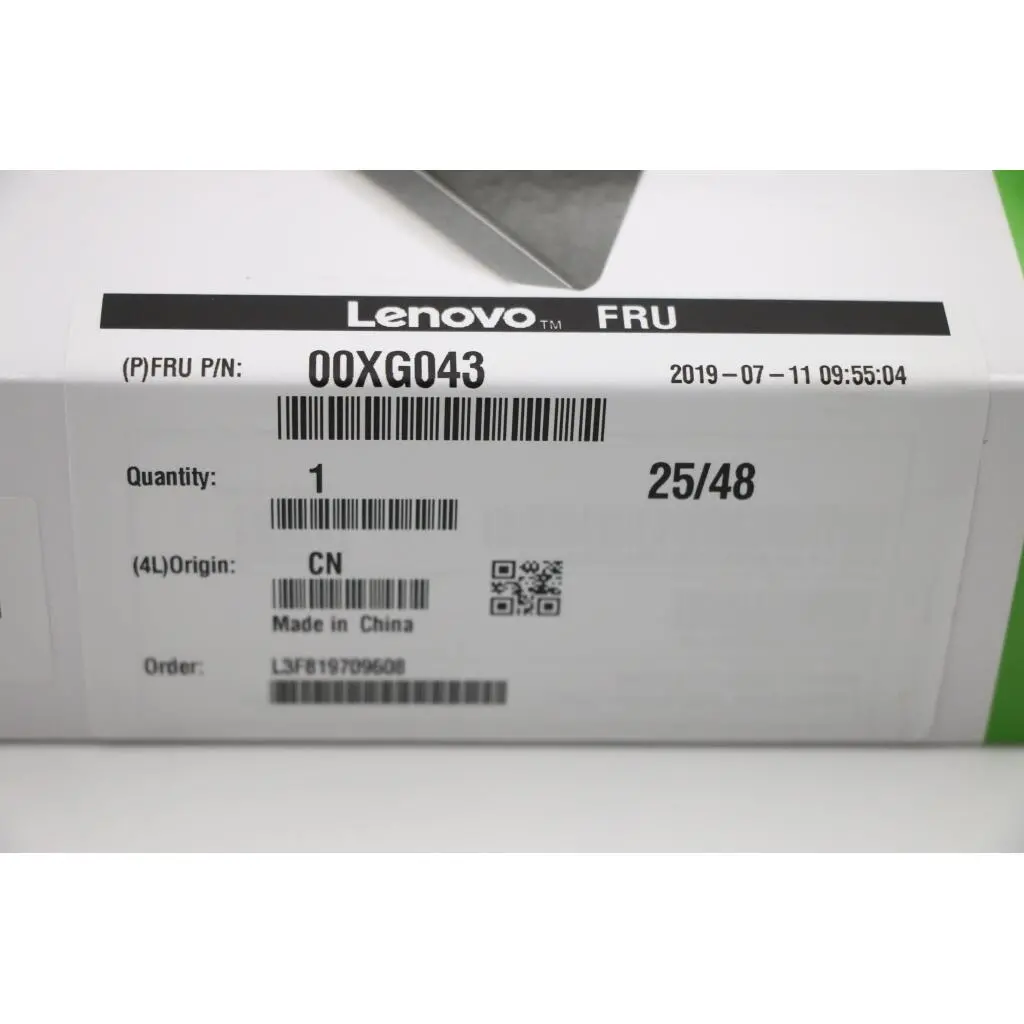 Lenovo™ FRU
(P)FRU P/N: 00XG043 2019-07-11 09:55:04
Quantity: 1 25/48
(4L)Origin: CN
Made in China
Order: L3F819709608